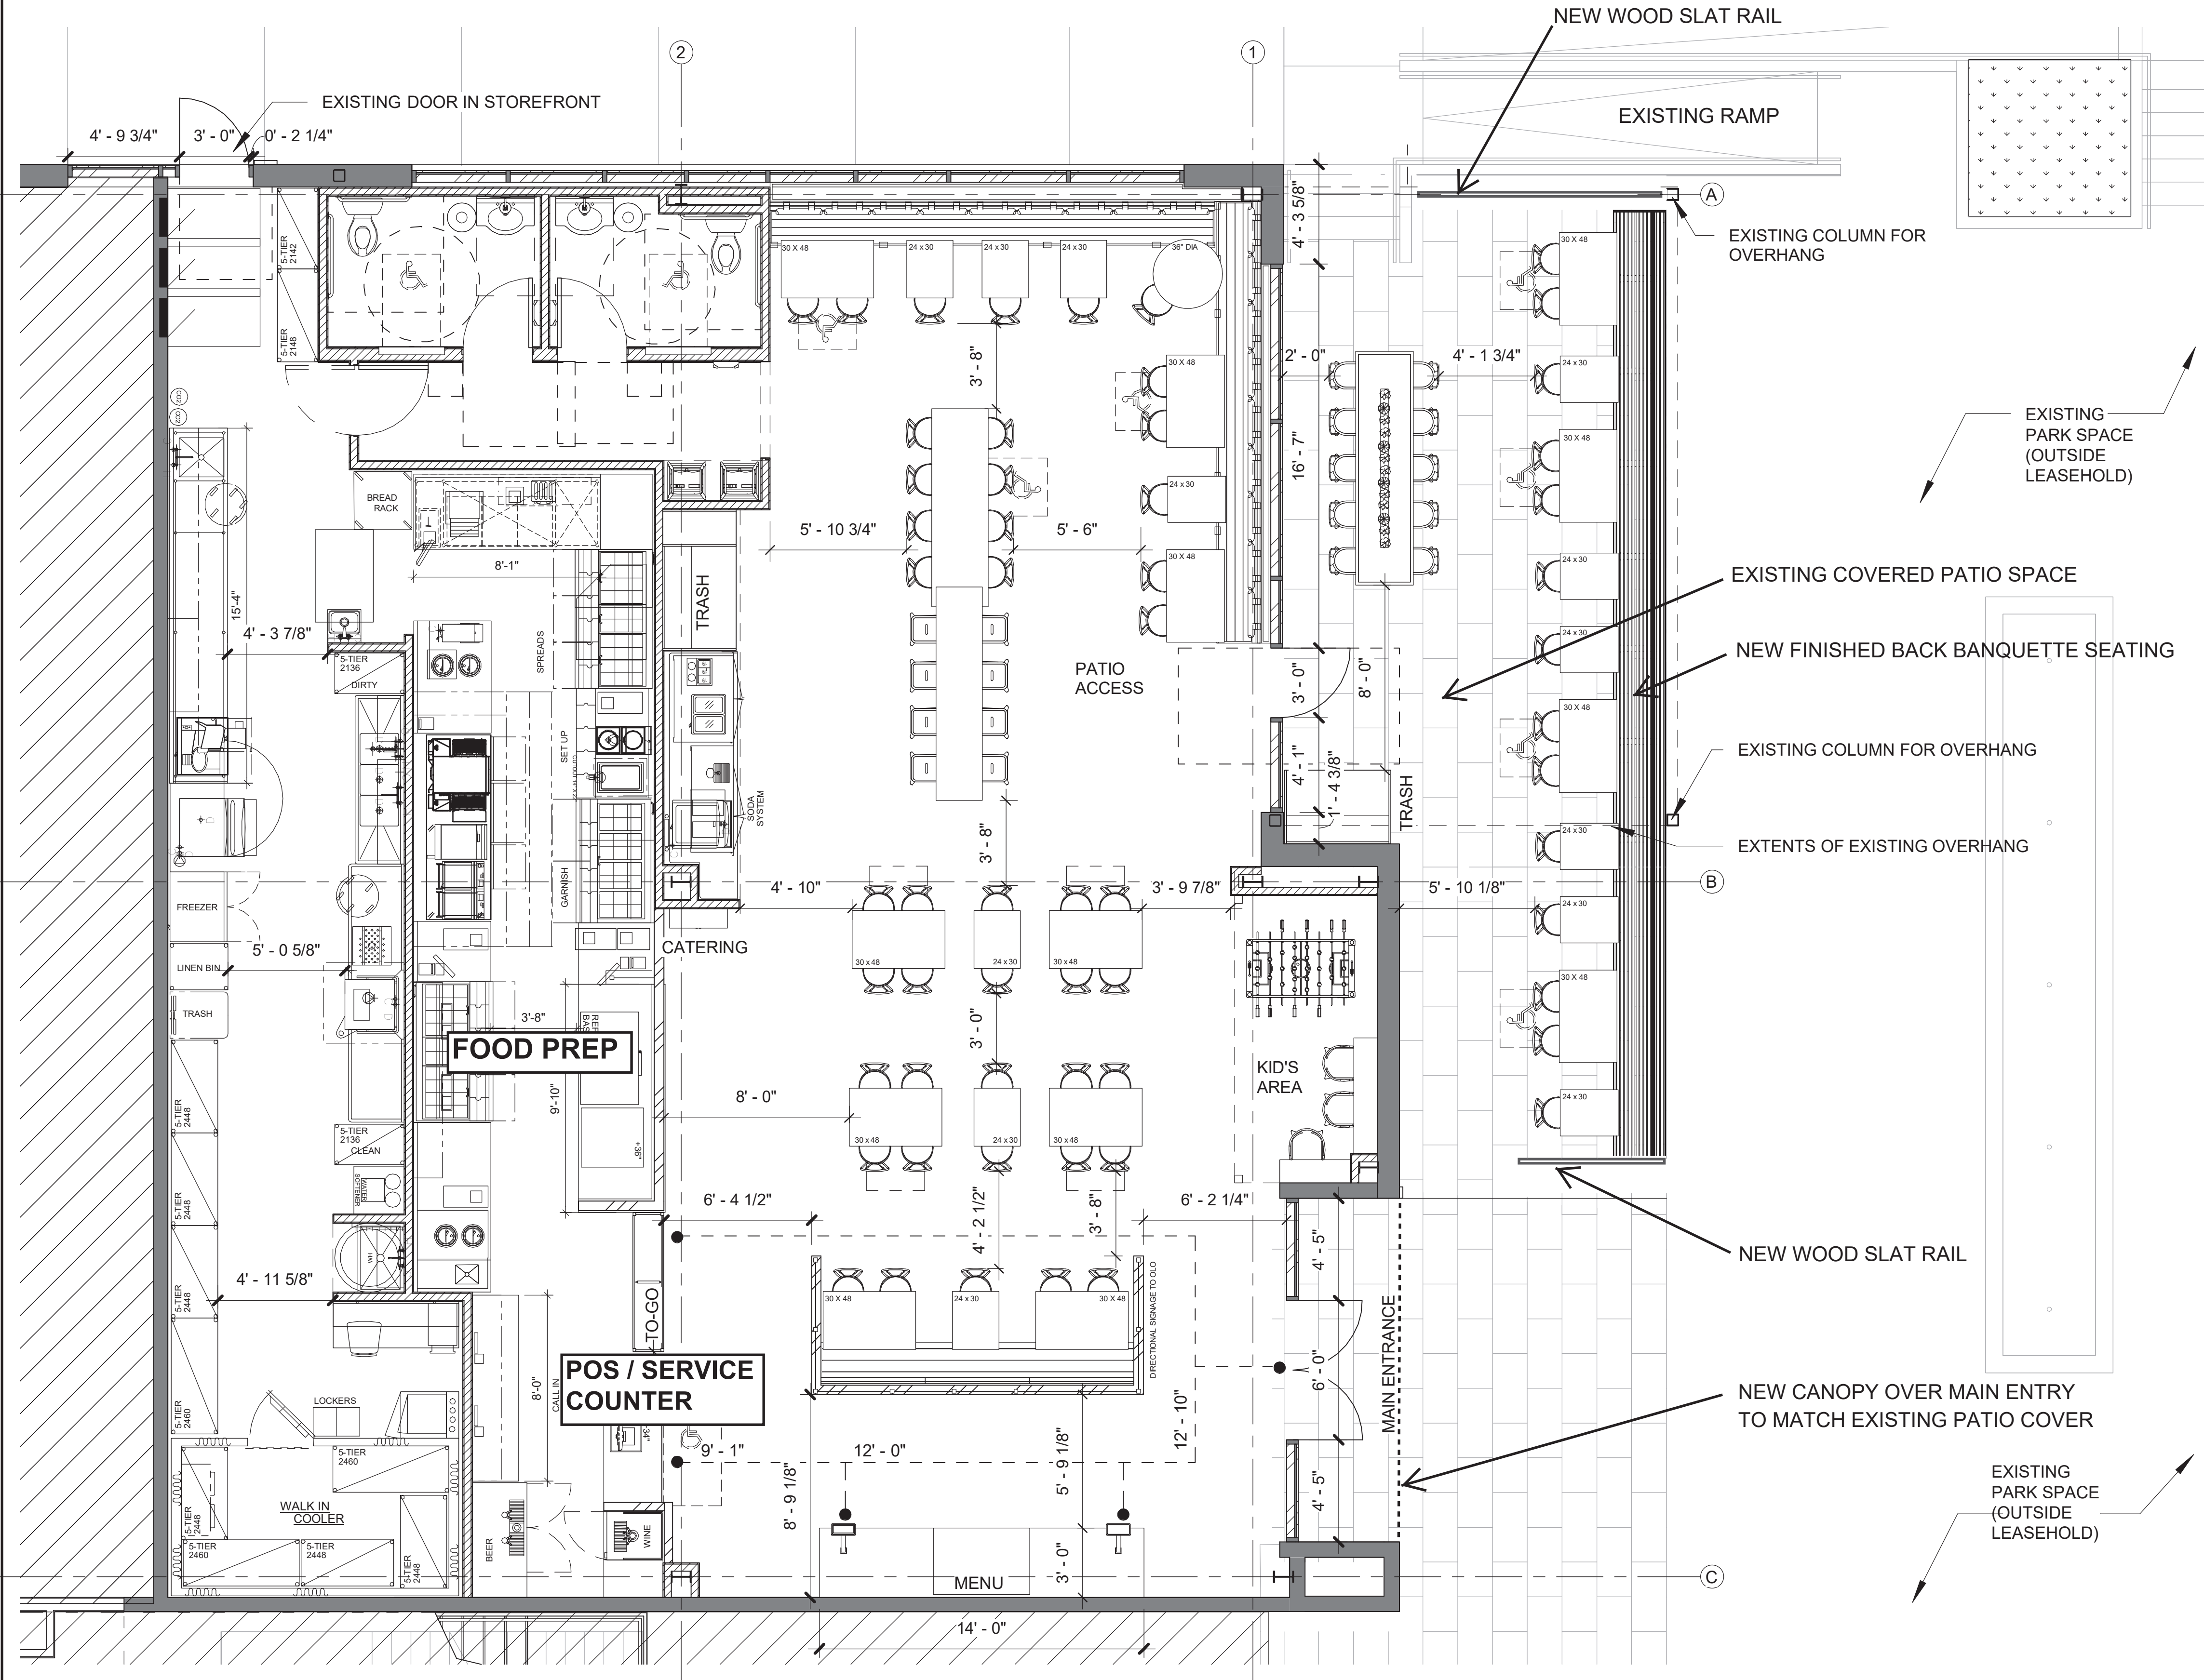 NEW WOOD SLAT RAIL
2
1
EXISTING DOOR IN STOREFRONT
EXISTING RAMP
4' - 9 3/4"
3' - 0"
0' - 2 1/4"
A
4' - 3 5/8"
EXISTING COLUMN FOR
OVERHANG
5-TIER
2142
5-TIER
2148
30 X 48
24 x 30
24 x 30
24 x 30
36" DIA
30 X 48
3' - 8"
2' - 0"
4' - 1 3/4"
30 X 48
24 x 30
CO2
CO2
EXISTING
PARK SPACE
(OUTSIDE
LEASEHOLD)
30 X 48
16' - 7"
24 x 30
BREAD
RACK
5' - 10 3/4"
5' - 6"
30 X 48
24 x 30
8'-1"
TRASH
EXISTING COVERED PATIO SPACE
15'-4"
4' - 3 7/8"
SPREADS
24 x 30
NEW FINISHED BACK BANQUETTE SEATING
5-TIER
2136
DIRTY
PATIO
ACCESS
3' - 0"
8' - 0"
30 X 48
SET UP
EXISTING COLUMN FOR OVERHANG
4' - 1"
1' - 4 3/8"
TRASH
SODA
SYSTEM
24 x 30
EXTENTS OF EXISTING OVERHANG
3' - 8"
GARNISH
4' - 10"
3' - 9 7/8"
5' - 10 1/8"
B
FREEZER
24 x 30
CATERING
5' - 0 5/8"
LINEN BIN
30 x 48
24 x 30
30 x 48
30 X 48
TRASH
3'-8"
3' - 0"
FOOD PREP
KID'S
AREA
9'-10"
8' - 0"
5-TIER
2448
24 x 30
5-TIER
2136
CLEAN
30 x 48
24 x 30
30 x 48
+36"
WATER
SOFTENER
5-TIER
2448
6' - 4 1/2"
4' - 2 1/2"
3' - 8"
6' - 2 1/4"
4' - 5"
NEW WOOD SLAT RAIL
WH
5-TIER
2448
4' - 11 5/8"
30 X 48
24 x 30
30 X 48
TO-GO
DIRECTIONAL SIGNAGE TO OLO
MAIN ENTRANCE
6' - 0"
POS / SERVICE
COUNTER
8'-0"
CALL IN
5-TIER
2460
LOCKERS
NEW CANOPY OVER MAIN ENTRY
TO MATCH EXISTING PATIO COVER
34"
9' - 1"
12' - 0"
12' - 10"
5' - 9 1/8"
5-TIER
2460
8' - 9 1/8"
4' - 5"
EXISTING
PARK SPACE
(OUTSIDE
LEASEHOLD)
WALK IN
COOLER
5-TIER
2448
5-TIER
2460
5-TIER
2448
5-TIER
2448
BEER
WINE
MENU
3' - 0"
C
14' - 0"